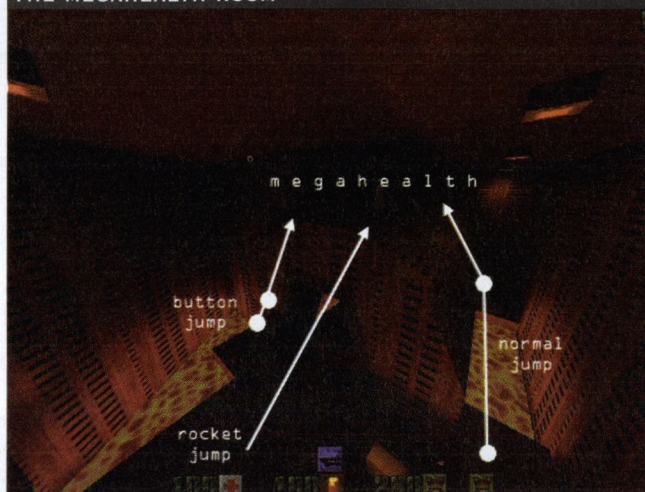 THE MEGAHEALTH ROOM
megahealth
button
jump
normal
jump
rocket
jump